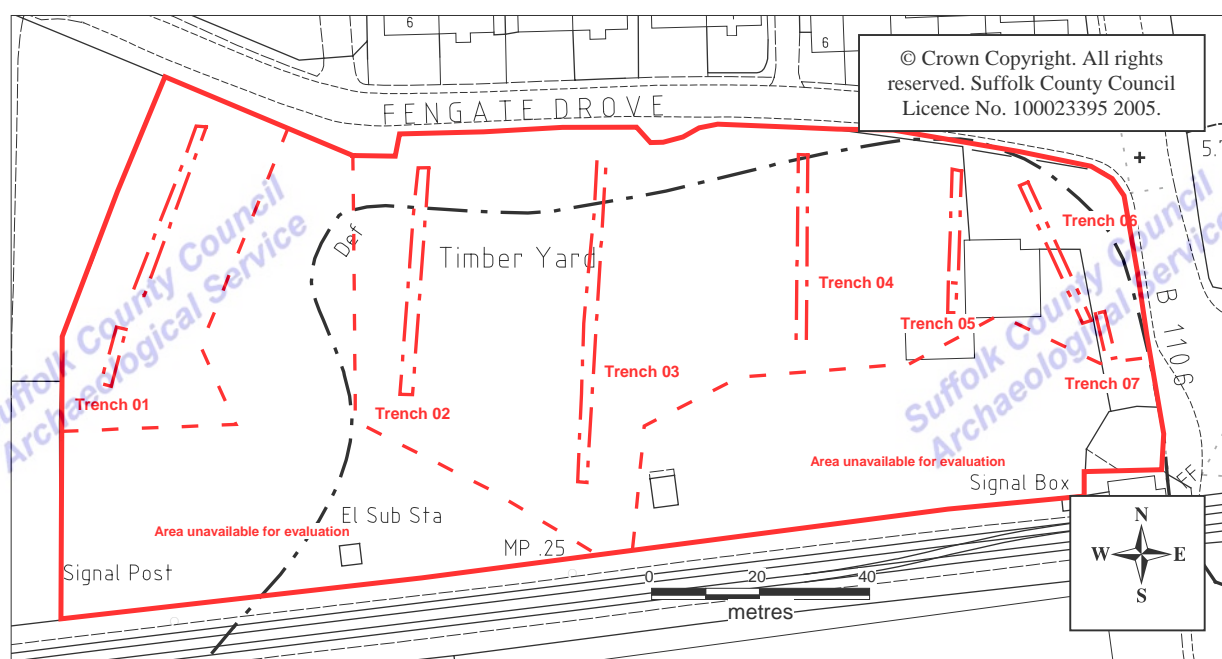 6
6
© Crown Copyright. All rights
reserved. Suffolk County Council
Licence No. 100023395 2005.
FENGATE DROVE
5.
Suffolk County Council
Archaeological Service
Suffolk County Council
Archaeological Service
Def
Timber Yard
Trench 06
Trench 04
B 1106
Trench 05
Trench 03
Trench 07
Trench 01
Trench 02
Area unavailable for evaluation
Signal Box
FF
El Sub Sta
Area unavailable for evaluation
MP .25
Signal Post
N
W E
S
0 20 40
metres